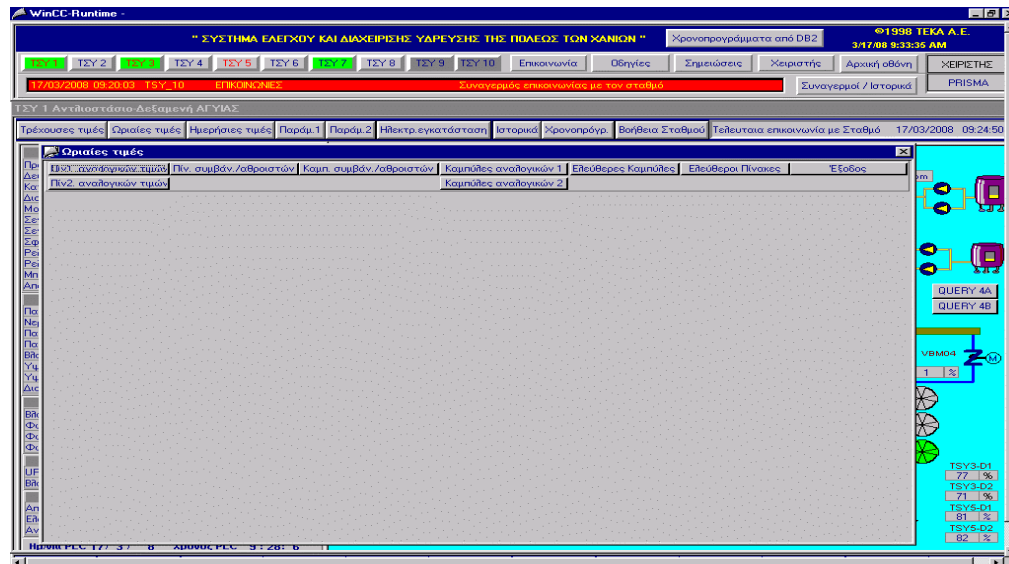 WinCC-Runtime -
" ΣΥΣΤΗΜΑ ΕΛΕΓΧΟΥ ΚΑΙ ΔΙΑΧΕΙΡΙΣΗΣ ΥΔΡΕΥΣΗΣ ΤΗΣ ΠΟΛΕΩΣ ΤΩΝ ΧΑΝΙΩΝ "
Χρονοπρογράμματα από DB2
©1998 TEKA A.E.
3/17/08 9:33:35 AM
ΤΣΥ 1 ΤΣΥ 2 ΤΣΥ 3 ΤΣΥ 4 ΤΣΥ 5 ΤΣΥ 6 ΤΣΥ 7 ΤΣΥ 8 ΤΣΥ 9 ΤΣΥ 10 Επικοινωνία Οδηγίες Σημειώσεις Χειριστής Αρχική οθόνη ΧΕΙΡΙΣΤΗΣ
17/03/2008 09:20:03 TSY_10 ΕΠΙΚΟΙΝΩΝΙΕΣ Συναγερμός επικοινωνίας με τον σταθμό Συναγερμοί / Ιστορικά PRISMA
ΤΣΥ 1 Αντλιοστάσιο-Δεξαμενή ΑΓΥΙΑΣ
Τρέχουσες τιμές Ωριαίες τιμές Ημερήσιες τιμές Παράμ.1 Παράμ.2 Ηλεκτρ.εγκατάσταση Ιστορικά Χρονοπρόγρ. Βοήθεια Σταθμού Τελευταια επικοινωνία με Σταθμό 17/03/2008 09:24:50
Ωριαίες τιμές
Πίν1. αναλογικών τιμών Πίν. συμβάν./αθροιστών Καμπ. συμβάν./αθροιστών Καμπύλες αναλογικών 1 Ελεύθερες Καμπύλες Ελεύθεροι Πίνακες Έξοδος
Πίν2. αναλογικών τιμών Καμπύλες αναλογικών 2
QUERY 4A
QUERY 4B
VBM04
M
1 %
TSY3-D1
77 %
TSY3-D2
71 %
TSY5-D1
81 %
TSY5-D2
82 %